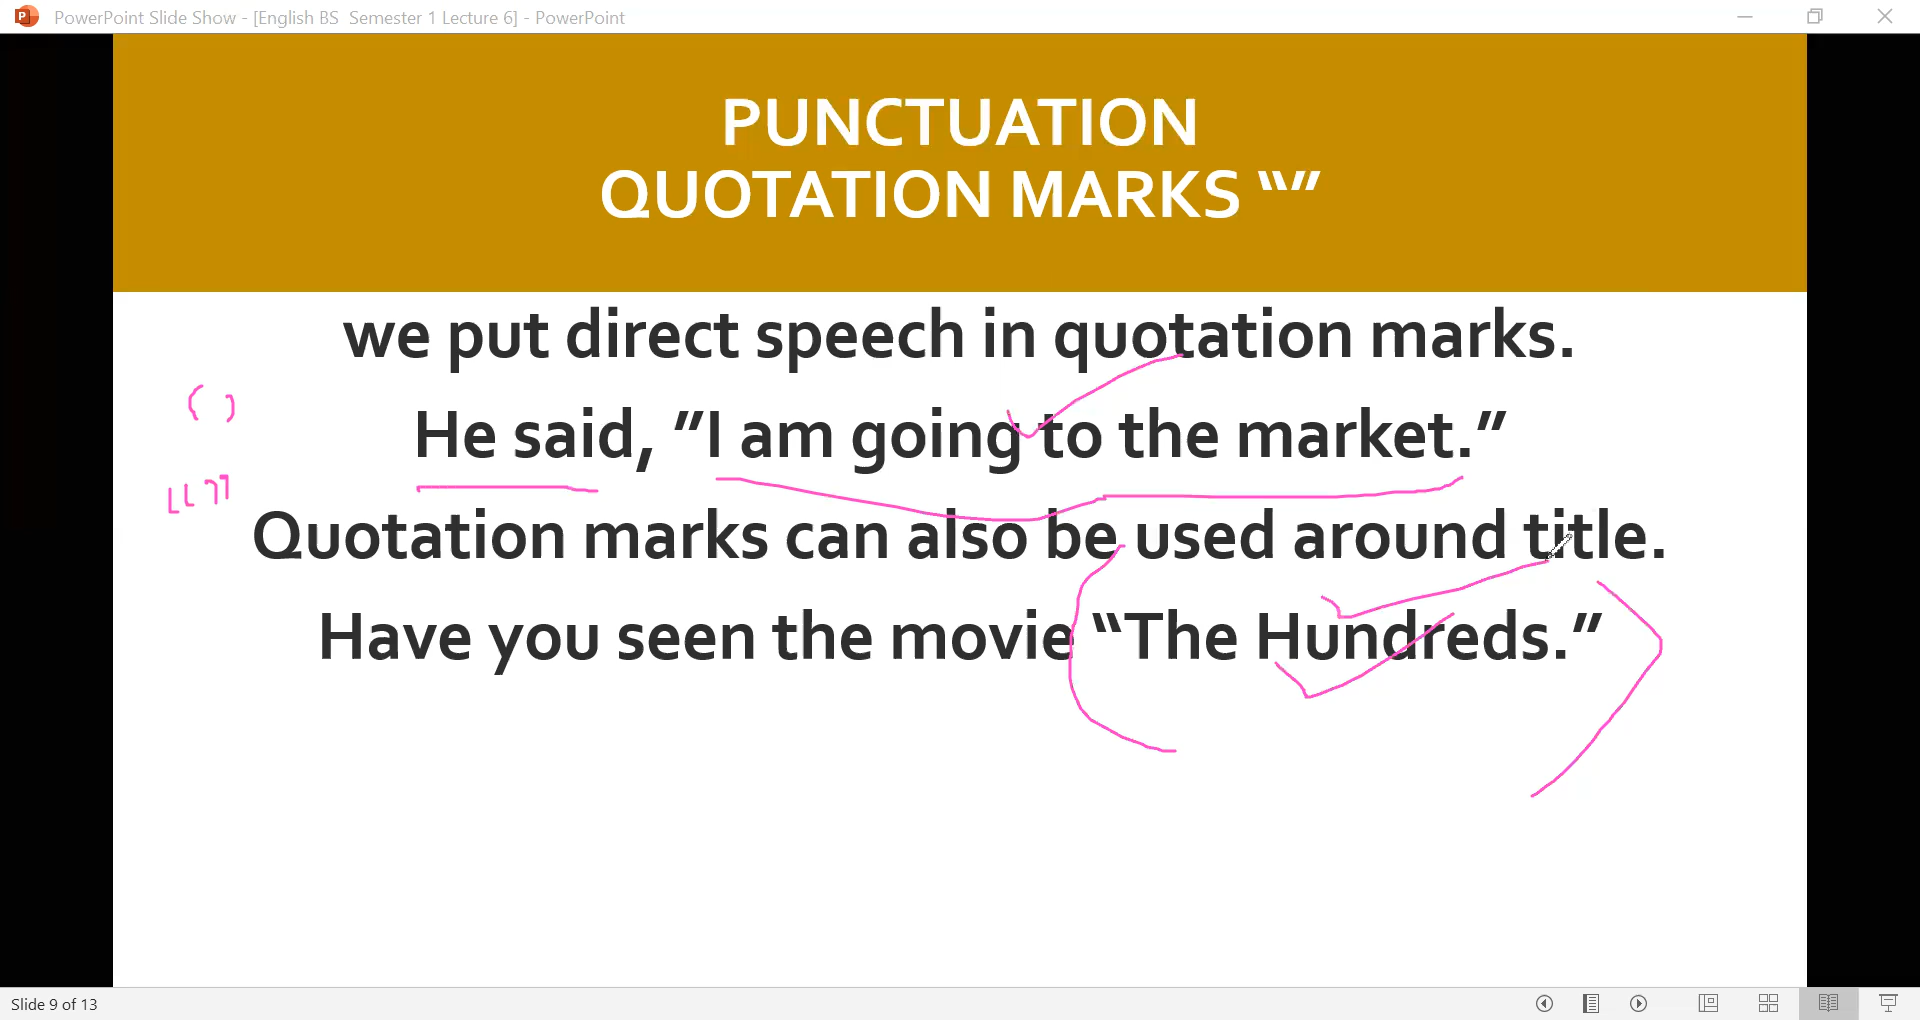 PowerPoint Slide Show - [English BS  Semester 1 Lecture 6] - PowerPoint
PUNCTUATION
QUOTATION MARKS “”
we put direct speech in quotation marks.
He said, ”I am going to the market.”
Quotation marks can also be used around title.
Have you seen the movie “The Hundreds.”
Slide 9 of 13